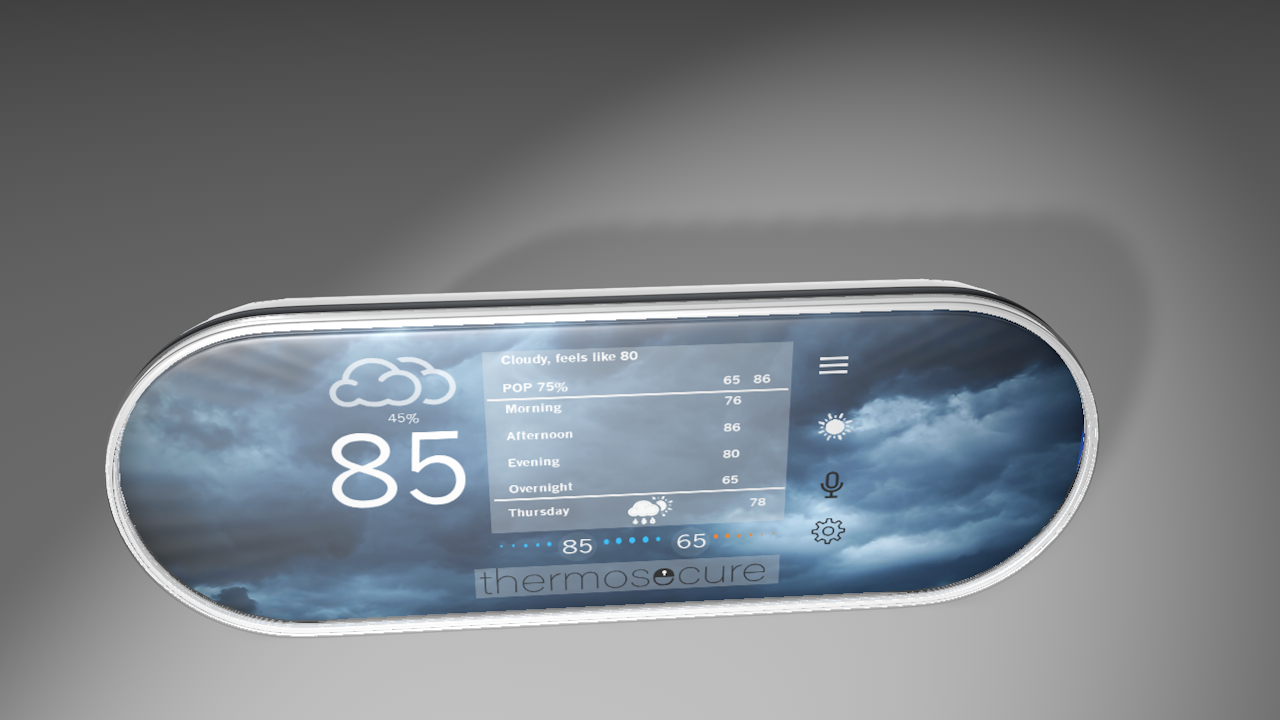 45%
85
Cloudy, feels like 80
POP 75% 65 86
Morning 76
Afternoon 86
Evening 80
Overnight 65
Thursday 78
85 65
thermosecure